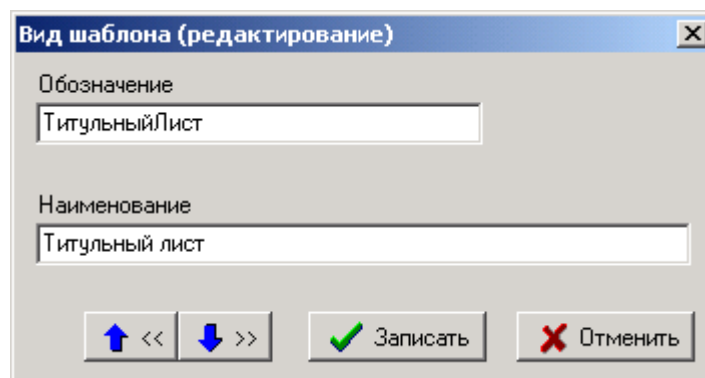 Вид шаблона (редактирование)
Обозначение
ТитульныйЛист
Наименование
Титульный лист
<< >> Записать Отменить